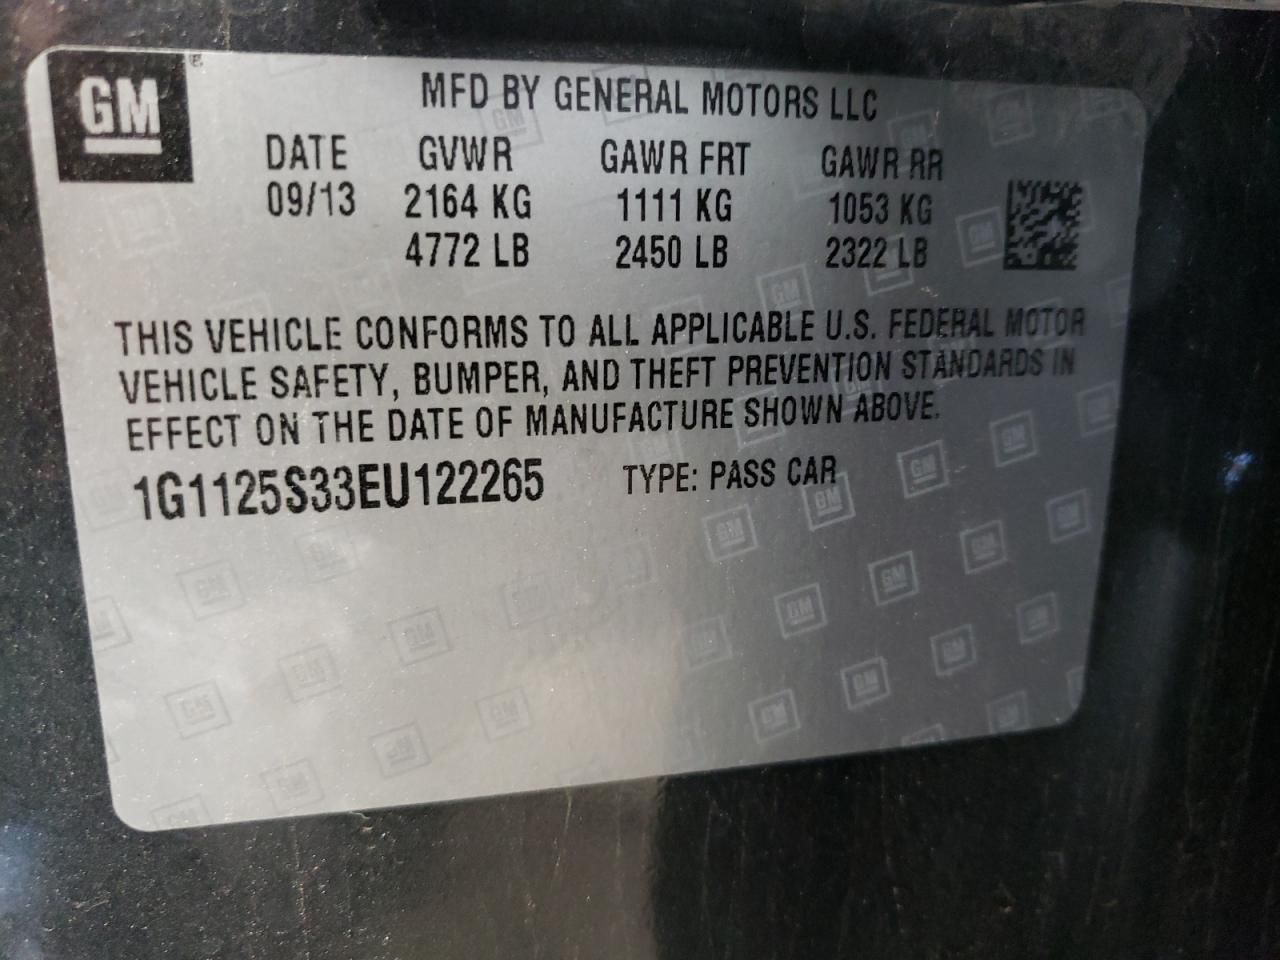 GM
MFD BY GENERAL MOTORS LLC
DATE GVWR GAWR FRT GAWR RR
09/13 2164 KG 1111 KG 1053 KG
4772 LB 2450 LB 2322 LB
THIS VEHICLE CONFORMS TO ALL APPLICABLE U.S. FEDERAL MOTOR
VEHICLE SAFETY, BUMPER, AND THEFT PREVENTION STANDARDS IN
EFFECT ON THE DATE OF MANUFACTURE SHOWN ABOVE.
1G1125S33EU122265 TYPE: PASS CAR